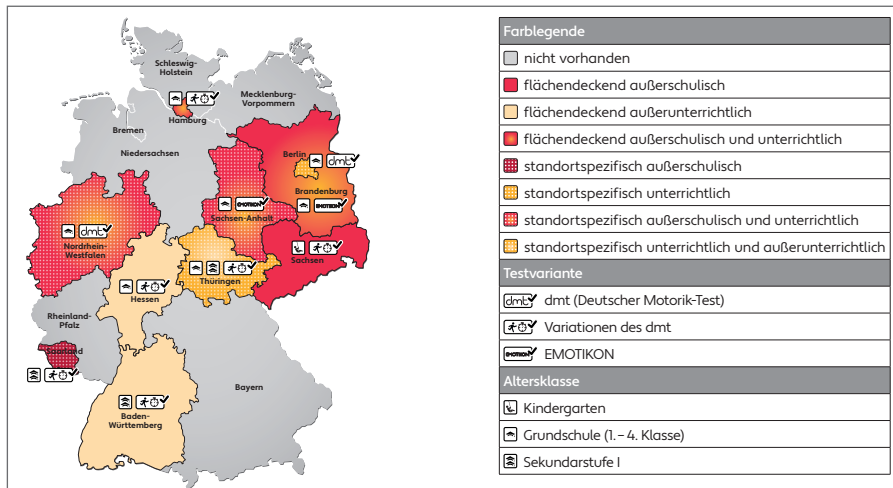 Schleswig-
Holstein
Mecklenburg-
Vorpommern
Hamburg
Bremen
Niedersachsen
Berlin
dmt
Brandenburg
EMOTIKON
EMOTIKON
Sachsen-Anhalt
dmt
Nordrhein-
Westfalen
Sachsen
Thüringen
Hessen
Rheinland-
Pfalz
Saarland
Bayern
Baden-
Württemberg
Farblegende
nicht vorhanden
flächendeckend außerschulisch
flächendeckend außerunterrichtlich
flächendeckend außerschulisch und unterrichtlich
standortspezifisch außerschulisch
standortspezifisch unterrichtlich
standortspezifisch außerschulisch und unterrichtlich
standortspezifisch unterrichtlich und außerunterrichtlich
Testvariante
dmt dmt (Deutscher Motorik-Test)
Variationen des dmt
EMOTIKON EMOTIKON
Altersklasse
Kindergarten
Grundschule (1. – 4. Klasse)
Sekundarstufe I